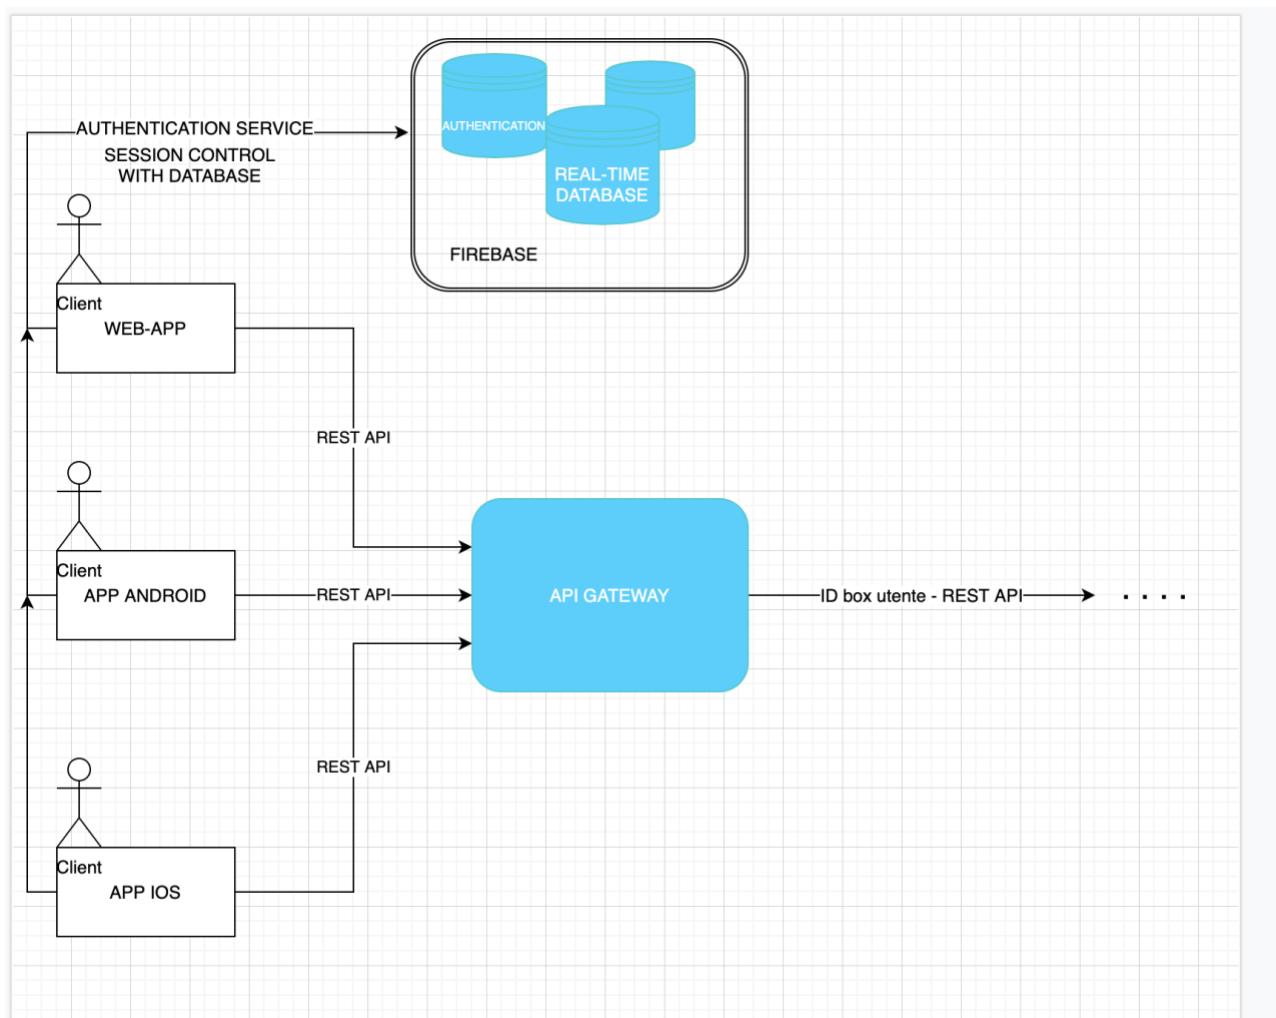 AUTHENTICATION SERVICE
SESSION CONTROL
WITH DATABASE
AUTHENTICATION
REAL-TIME
DATABASE
FIREBASE
Client
WEB-APP
REST API
Client
APP ANDROID
REST API
API GATEWAY
ID box utente - REST API
. . . .
REST API
Client
APP IOS